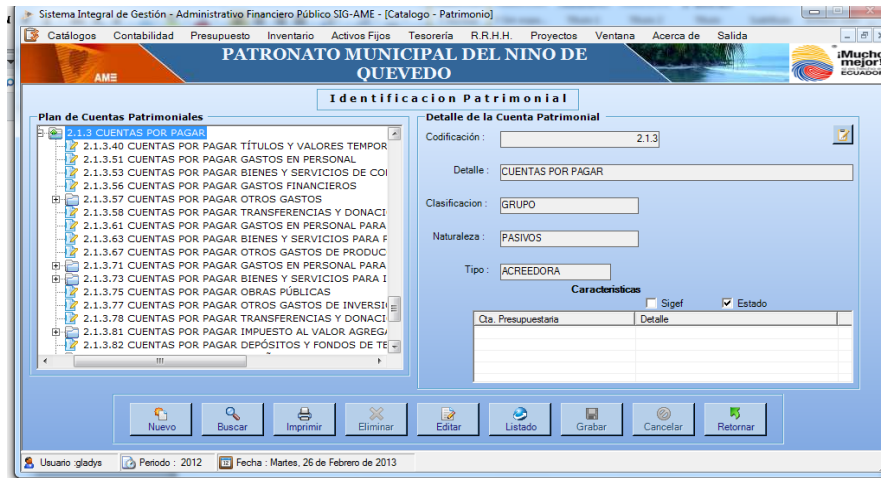 Sistema Integral de Gestión - Administrativo Financiero Público SIG-AME - [Catalogo - Patrimonio]
Catálogos Contabilidad Presupuesto Inventario Activos Fijos Tesorería R.R.H.H. Proyectos Ventana Acerca de Salida
AME
PATRONATO MUNICIPAL DEL NINO DE
QUEVEDO
¡Mucho
mejor!
ECUADOR
Identificacion Patrimonial
Plan de Cuentas Patrimoniales
2.1.3 CUENTAS POR PAGAR
2.1.3.40 CUENTAS POR PAGAR TÍTULOS Y VALORES TEMPOR
2.1.3.51 CUENTAS POR PAGAR GASTOS EN PERSONAL
2.1.3.53 CUENTAS POR PAGAR BIENES Y SERVICIOS DE CO
2.1.3.56 CUENTAS POR PAGAR GASTOS FINANCIEROS
2.1.3.57 CUENTAS POR PAGAR OTROS GASTOS
2.1.3.58 CUENTAS POR PAGAR TRANSFERENCIAS Y DONACI
2.1.3.61 CUENTAS POR PAGAR GASTOS EN PERSONAL PARA
2.1.3.63 CUENTAS POR PAGAR BIENES Y SERVICIOS PARA P
2.1.3.67 CUENTAS POR PAGAR OTROS GASTOS DE PRODUC
2.1.3.71 CUENTAS POR PAGAR GASTOS EN PERSONAL PARA
2.1.3.73 CUENTAS POR PAGAR BIENES Y SERVICIOS PARA I
2.1.3.75 CUENTAS POR PAGAR OBRAS PÚBLICAS
2.1.3.77 CUENTAS POR PAGAR OTROS GASTOS DE INVERSI
2.1.3.78 CUENTAS POR PAGAR TRANSFERENCIAS Y DONACI
2.1.3.81 CUENTAS POR PAGAR IMPUESTO AL VALOR AGREGA
2.1.3.82 CUENTAS POR PAGAR DEPÓSITOS Y FONDOS DE TE
Detalle de la Cuenta Patrimonial
Codificación : 2.1.3
Detalle : CUENTAS POR PAGAR
Clasificacion : GRUPO
Naturaleza : PASIVOS
Tipo : ACREEDORA
Caracteristicas
Sigef Estado
Cta. Presupuestaria Detalle
Nuevo Buscar Imprimir Eliminar Editar Listado Grabar Cancelar Retornar
Usuario :gladys Periodo : 2012 Fecha : Martes, 26 de Febrero de 2013